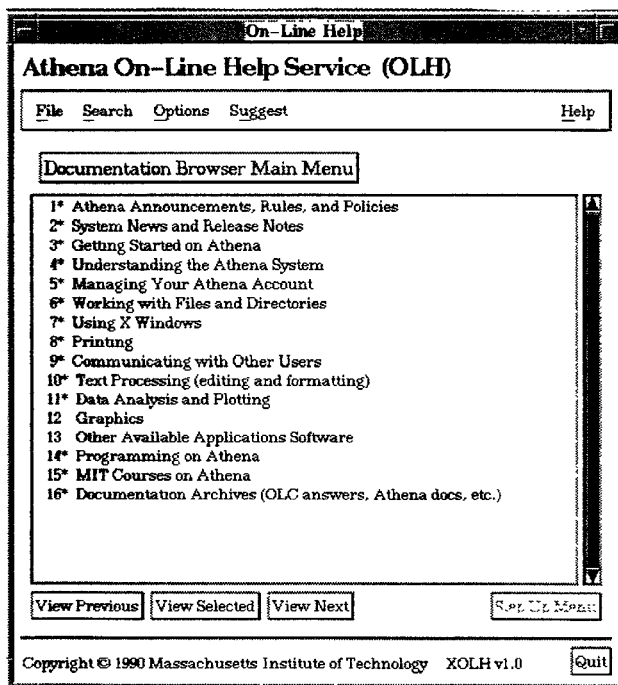 On-Line Help
Athena On-Line Help Service (OLH)
File Search Options Suggest Help
Documentation Browser Main Menu
1* Athena Announcements, Rules, and Policies
2* System News and Release Notes
3* Getting Started on Athena
4* Understanding the Athena System
5* Managing Your Athena Account
6* Working with Files and Directories
7* Using X Windows
8* Printing
9* Communicating with Other Users
10* Text Processing (editing and formatting)
11* Data Analysis and Plotting
12 Graphics
13 Other Available Applications Software
14* Programming on Athena
15* MIT Courses on Athena
16* Documentation Archives (OLC answers, Athena docs, etc.)
View Previous View Selected View Next Step Up Menu
Copyright © 1990 Massachusetts Institute of Technology XOLH v1.0 Quit